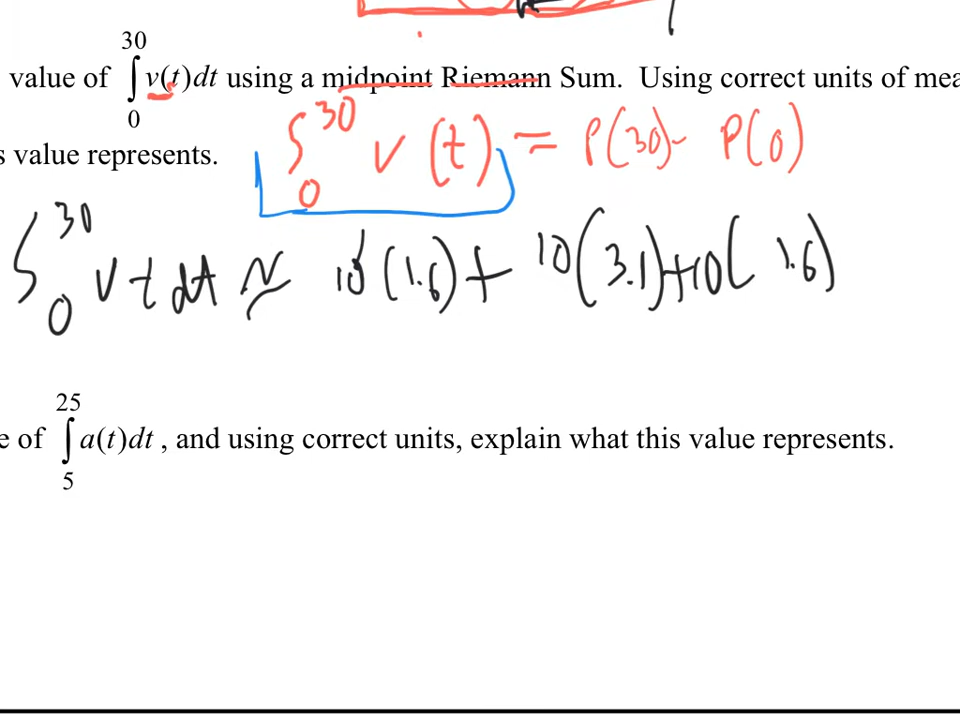 value of ∫₀³⁰ v(t)dt using a midpoint Riemann Sum. Using correct units of mea
s value represents.
∫₀³⁰ v(t) = P(30) - P(0)
∫₀³⁰ v t dt ≈ 10(1.6) + 10(3.1) + 10(1.6)
e of ∫₅²⁵ a(t)dt , and using correct units, explain what this value represents.